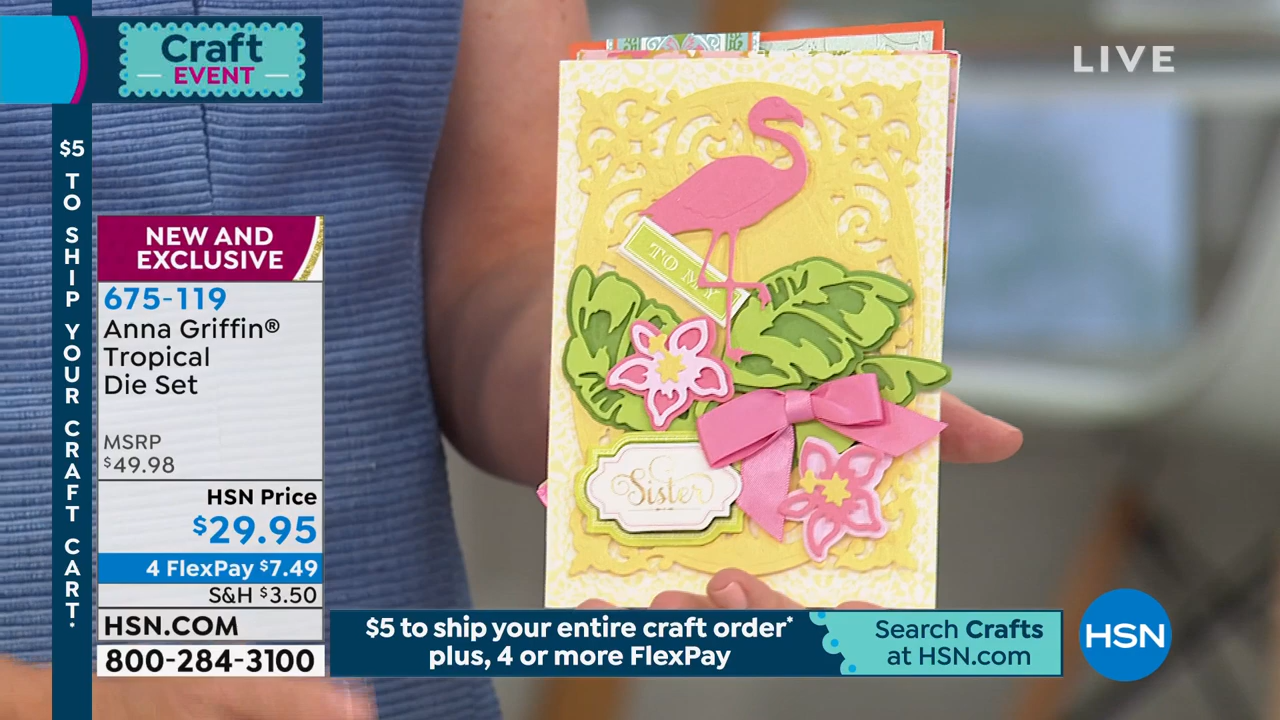 Craft
EVENT
LIVE
$5 TO SHIP YOUR CRAFT CART.*
NEW AND
EXCLUSIVE
675-119
Anna Griffin®
Tropical
Die Set
MSRP
$49.98
HSN Price
$29.95
4 FlexPay $7.49
S&H $3.50
HSN.COM
800-284-3100
TO MY
Sister
$5 to ship your entire craft order*
plus, 4 or more FlexPay
Search Crafts
at HSN.com
HSN